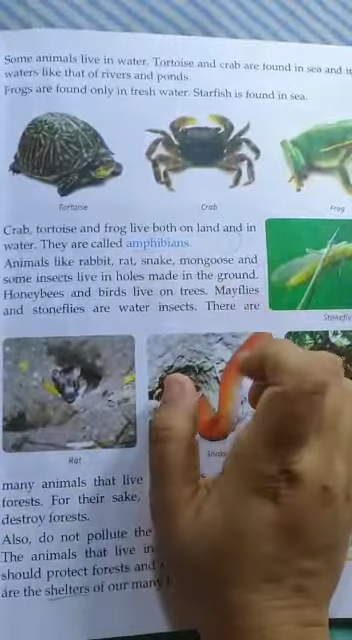 Some animals live in water. Tortoise and crab are found in sea and in
waters like that of rivers and ponds.
Frogs are found only in fresh water. Starfish is found in sea.
Tortoise
Crab
Frog
Crab, tortoise and frog live both on land and in
water. They are called amphibians.
Animals like rabbit, rat, snake, mongoose and
some insects live in holes made in the ground.
Honeybees and birds live on trees. Mayflies
and stoneflies are water insects. There are
Stonefly
Rat
many animals that live
forests. For their sake,
destroy forests.
Also, do not pollute the
The animals that live in
should protect forests and
are the shelters of our many